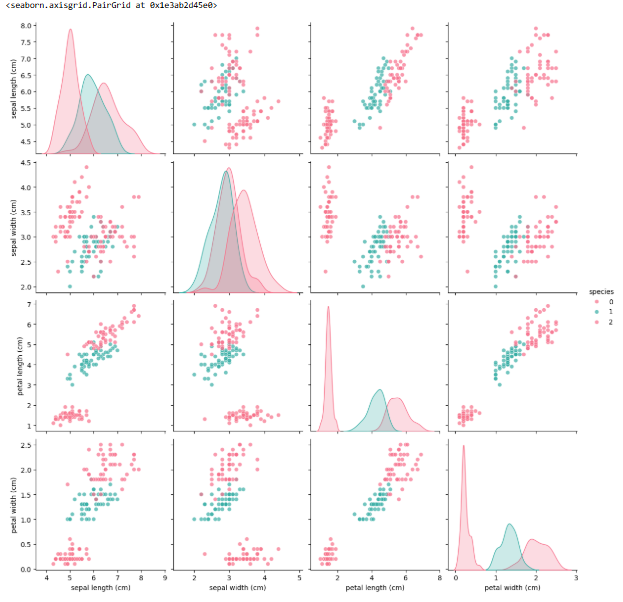 <seaborn.axisgrid.PairGrid at 0x1e3ab2d45e0>
sepal length (cm)
8.0
7.5
7.0
6.5
6.0
5.5
5.0
4.5
sepal width (cm)
4.5
4.0
3.5
3.0
2.5
2.0
petal length (cm)
7
6
5
4
3
2
1
petal width (cm)
2.5
2.0
1.5
1.0
0.5
0.0
4 5 6 7 8 9
sepal length (cm)
2 3 4 5
sepal width (cm)
2 4 6 8
petal length (cm)
0 1 2 3
petal width (cm)
species
0
1
2